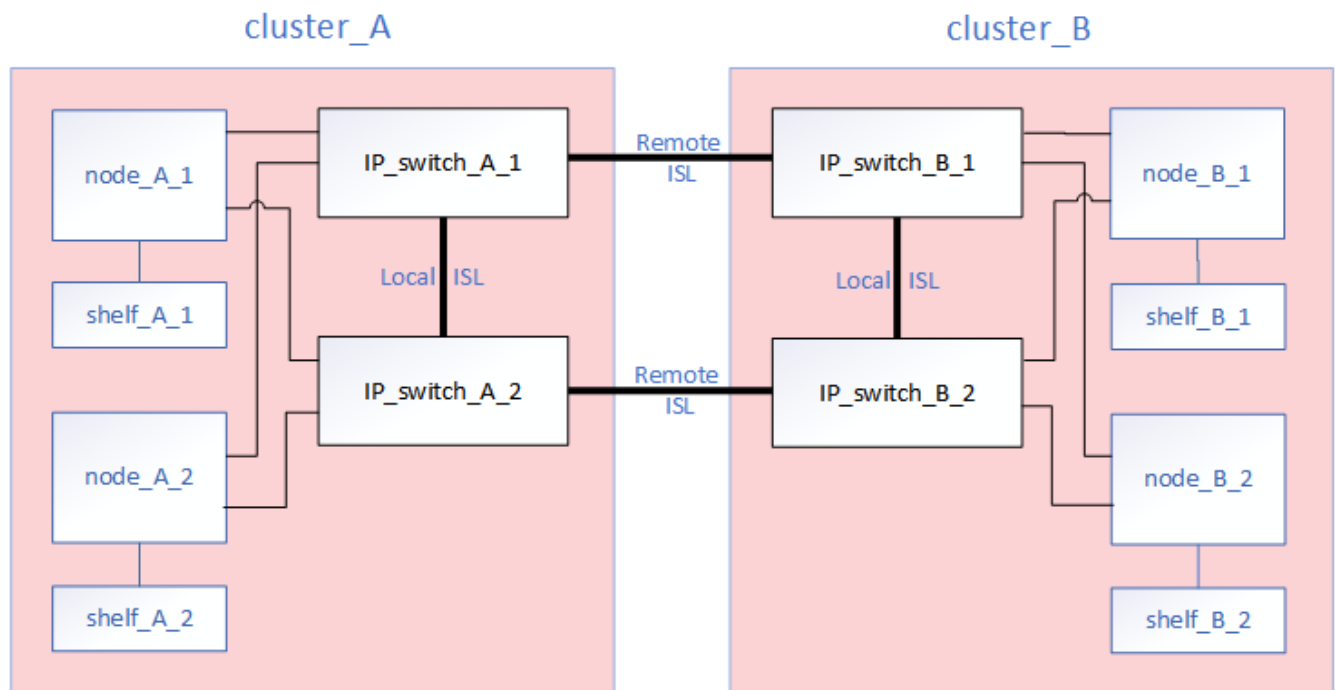 cluster_A
cluster_B
node_A_1
IP_switch_A_1
Remote
ISL
IP_switch_B_1
node_B_1
Local ISL
Local ISL
shelf_A_1
shelf_B_1
IP_switch_A_2
Remote
ISL
IP_switch_B_2
node_A_2
node_B_2
shelf_A_2
shelf_B_2